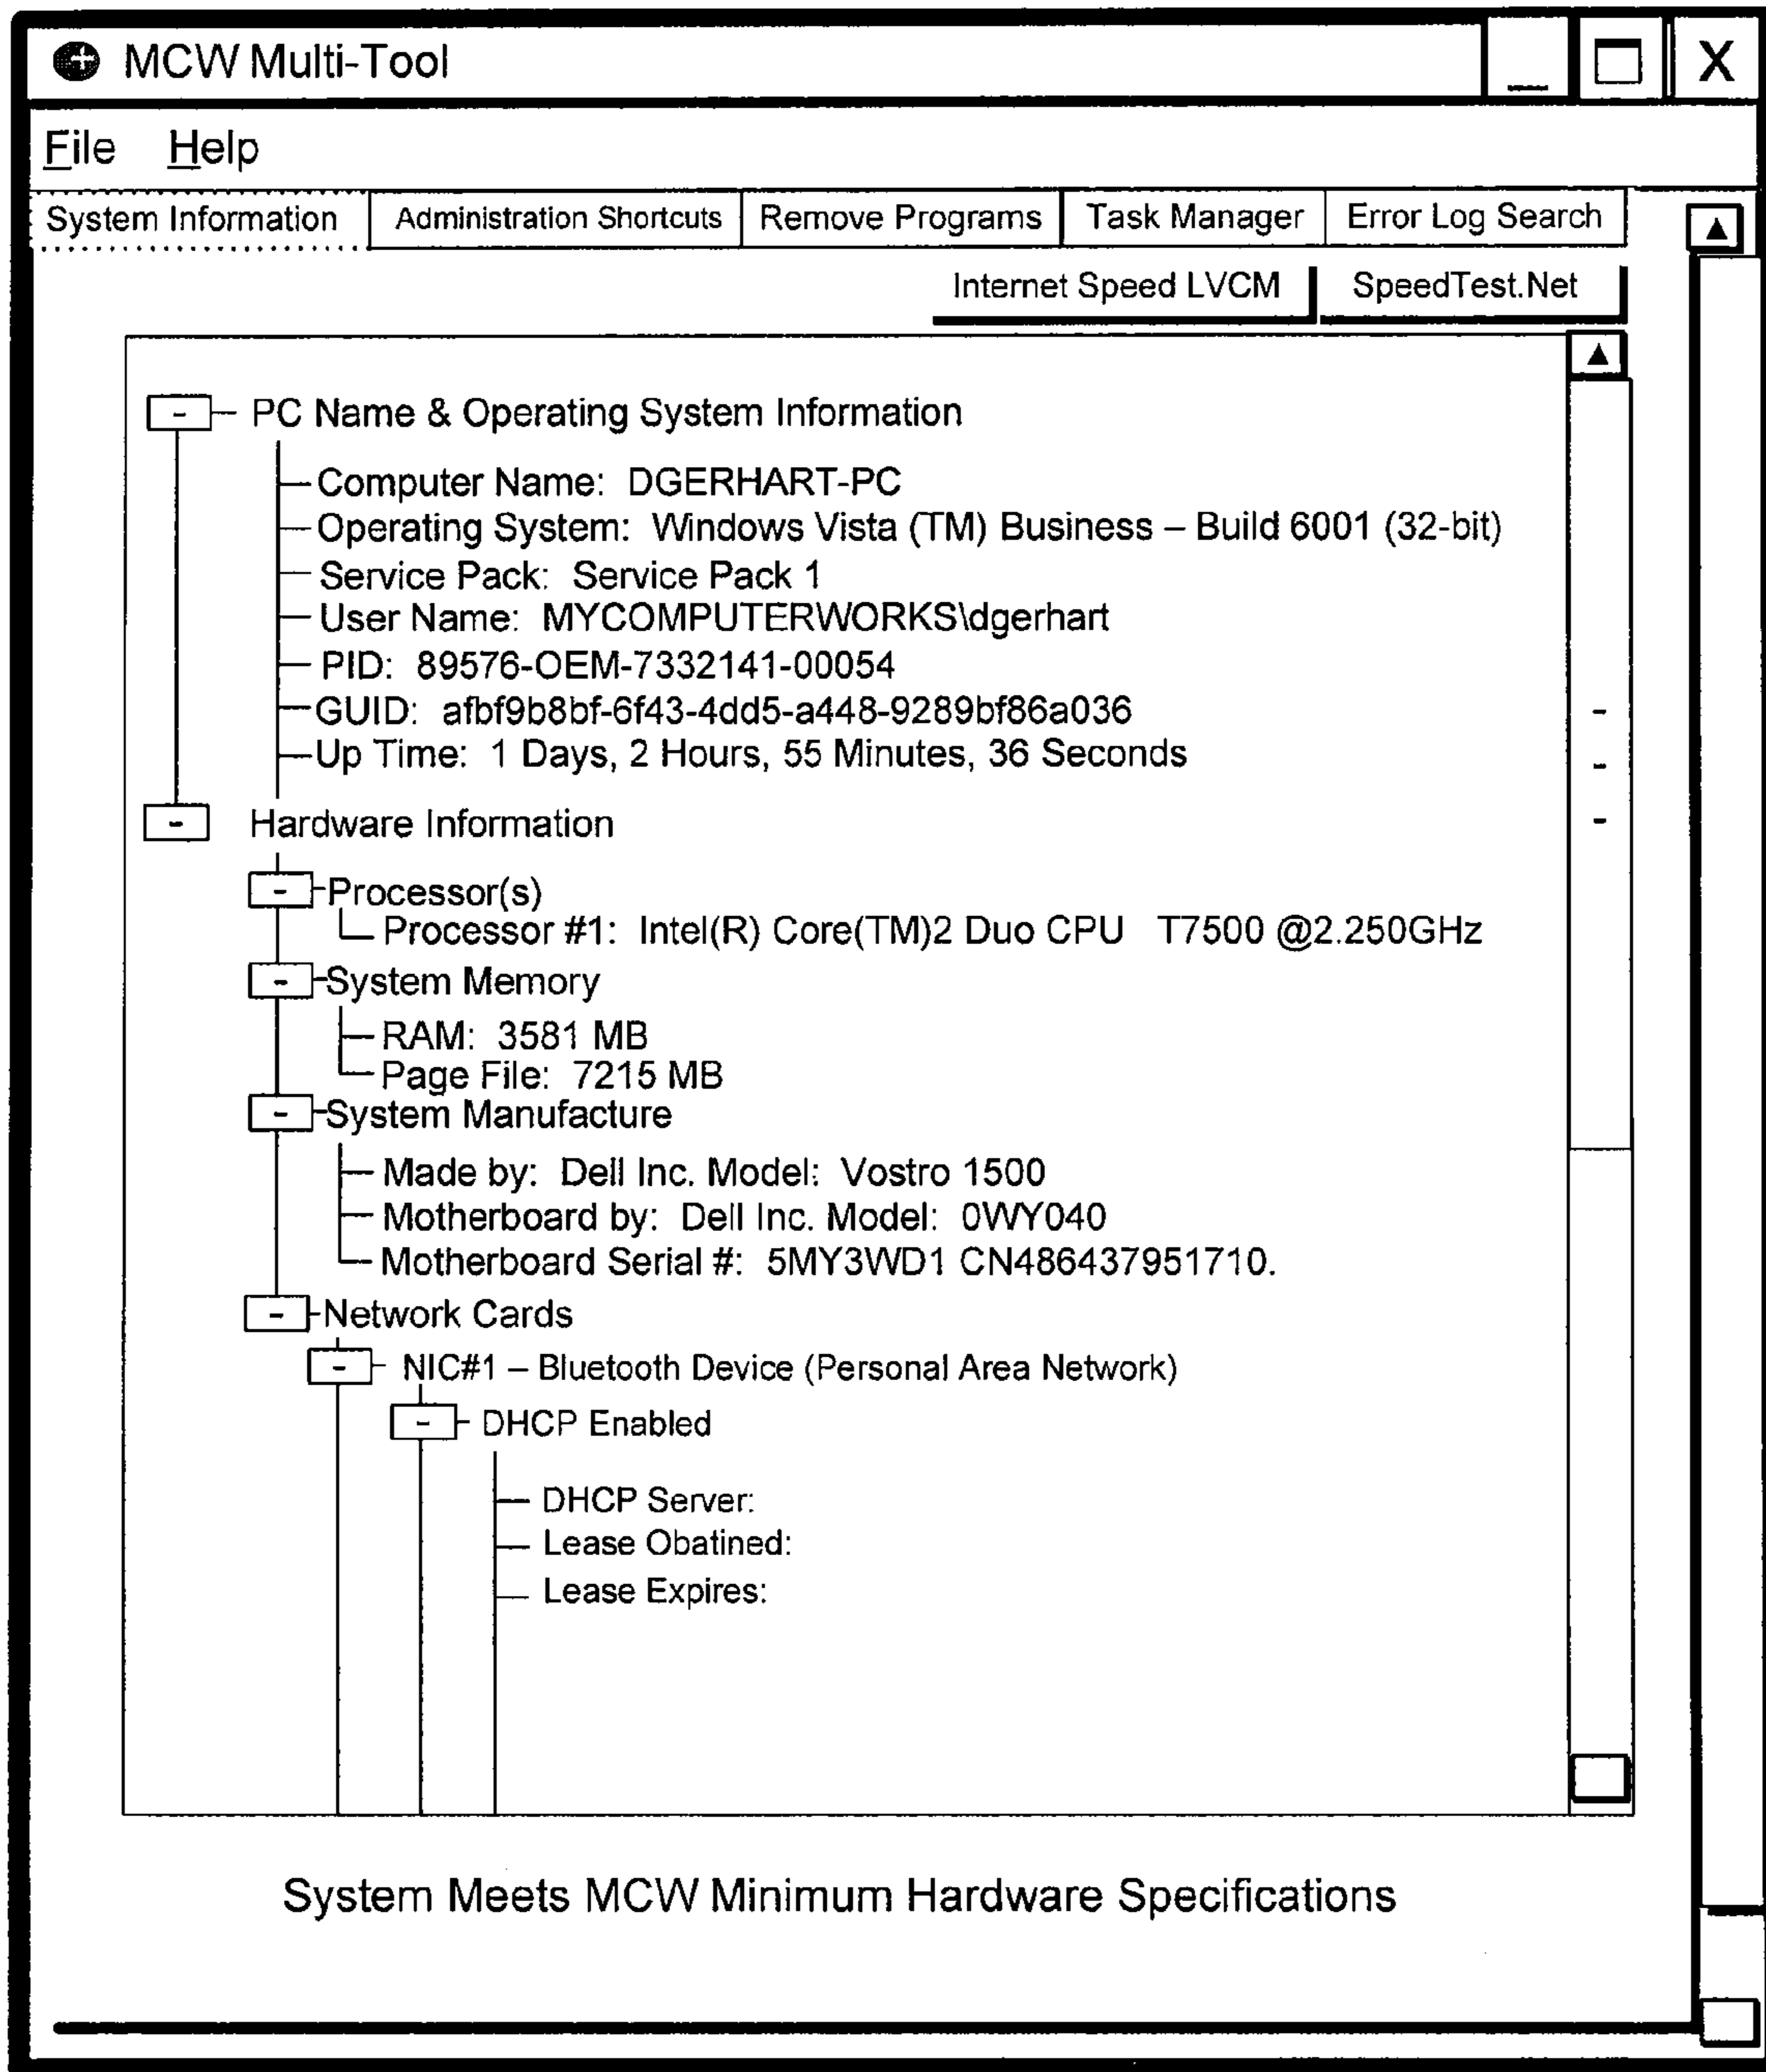 MCW Multi-Tool
X
File Help
System Information Administration Shortcuts Remove Programs Task Manager Error Log Search
Internet Speed LVCM SpeedTest.Net
- PC Name & Operating System Information
Computer Name: DGERHART-PC
Operating System: Windows Vista (TM) Business – Build 6001 (32-bit)
Service Pack: Service Pack 1
User Name: MYCOMPUTERWORKS\dgerhart
PID: 89576-OEM-7332141-00054
GUID: afbf9b8bf-6f43-4dd5-a448-9289bf86a036
Up Time: 1 Days, 2 Hours, 55 Minutes, 36 Seconds
- Hardware Information
- Processor(s)
Processor #1: Intel(R) Core(TM)2 Duo CPU T7500 @2.250GHz
- System Memory
RAM: 3581 MB
Page File: 7215 MB
- System Manufacture
Made by: Dell Inc. Model: Vostro 1500
Motherboard by: Dell Inc. Model: 0WY040
Motherboard Serial #: 5MY3WD1 CN486437951710.
- Network Cards
- NIC#1 – Bluetooth Device (Personal Area Network)
- DHCP Enabled
DHCP Server:
Lease Obatined:
Lease Expires:
System Meets MCW Minimum Hardware Specifications